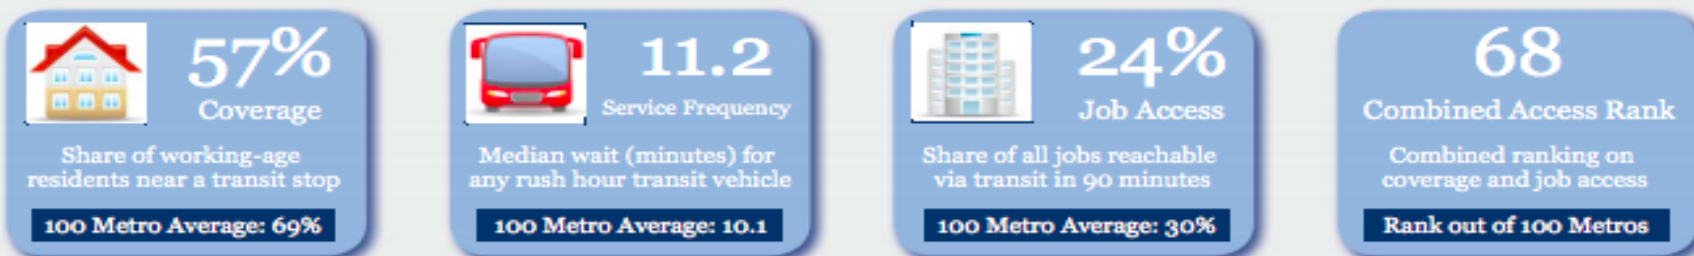 57%
Coverage
Share of working-age
residents near a transit stop
100 Metro Average: 69%
11.2
Service Frequency
Median wait (minutes) for
any rush hour transit vehicle
100 Metro Average: 10.1
24%
Job Access
Share of all jobs reachable
via transit in 90 minutes
100 Metro Average: 30%
68
Combined Access Rank
Combined ranking on
coverage and job access
Rank out of 100 Metros